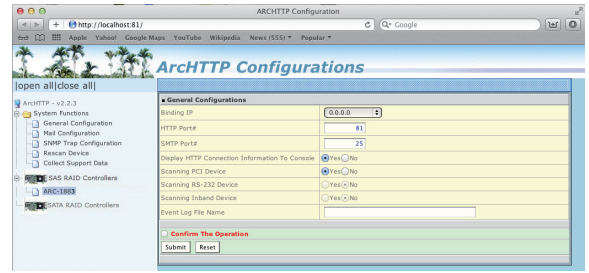 ARCHTTP Configuration
http://localhost:81/
Google
Apple Yahoo! Google Maps YouTube Wikipedia News (555) Popular
ArcHTTP Configurations
|open all|close all|
ArcHTTP - v2.2.3
System Functions
General Configuration
Mail Configuration
SNMP Trap Configuration
Rescan Device
Collect Support Data
SAS RAID Controllers
ARC-1883
SATA RAID Controllers
General Configurations
Binding IP 0.0.0.0
HTTP Port# 81
SMTP Port# 25
Display HTTP Connection Information To Console Yes No
Scanning PCI Device Yes No
Scanning RS-232 Device Yes No
Scanning Inband Device Yes No
Event Log File Name
Confirm The Operation
Submit Reset